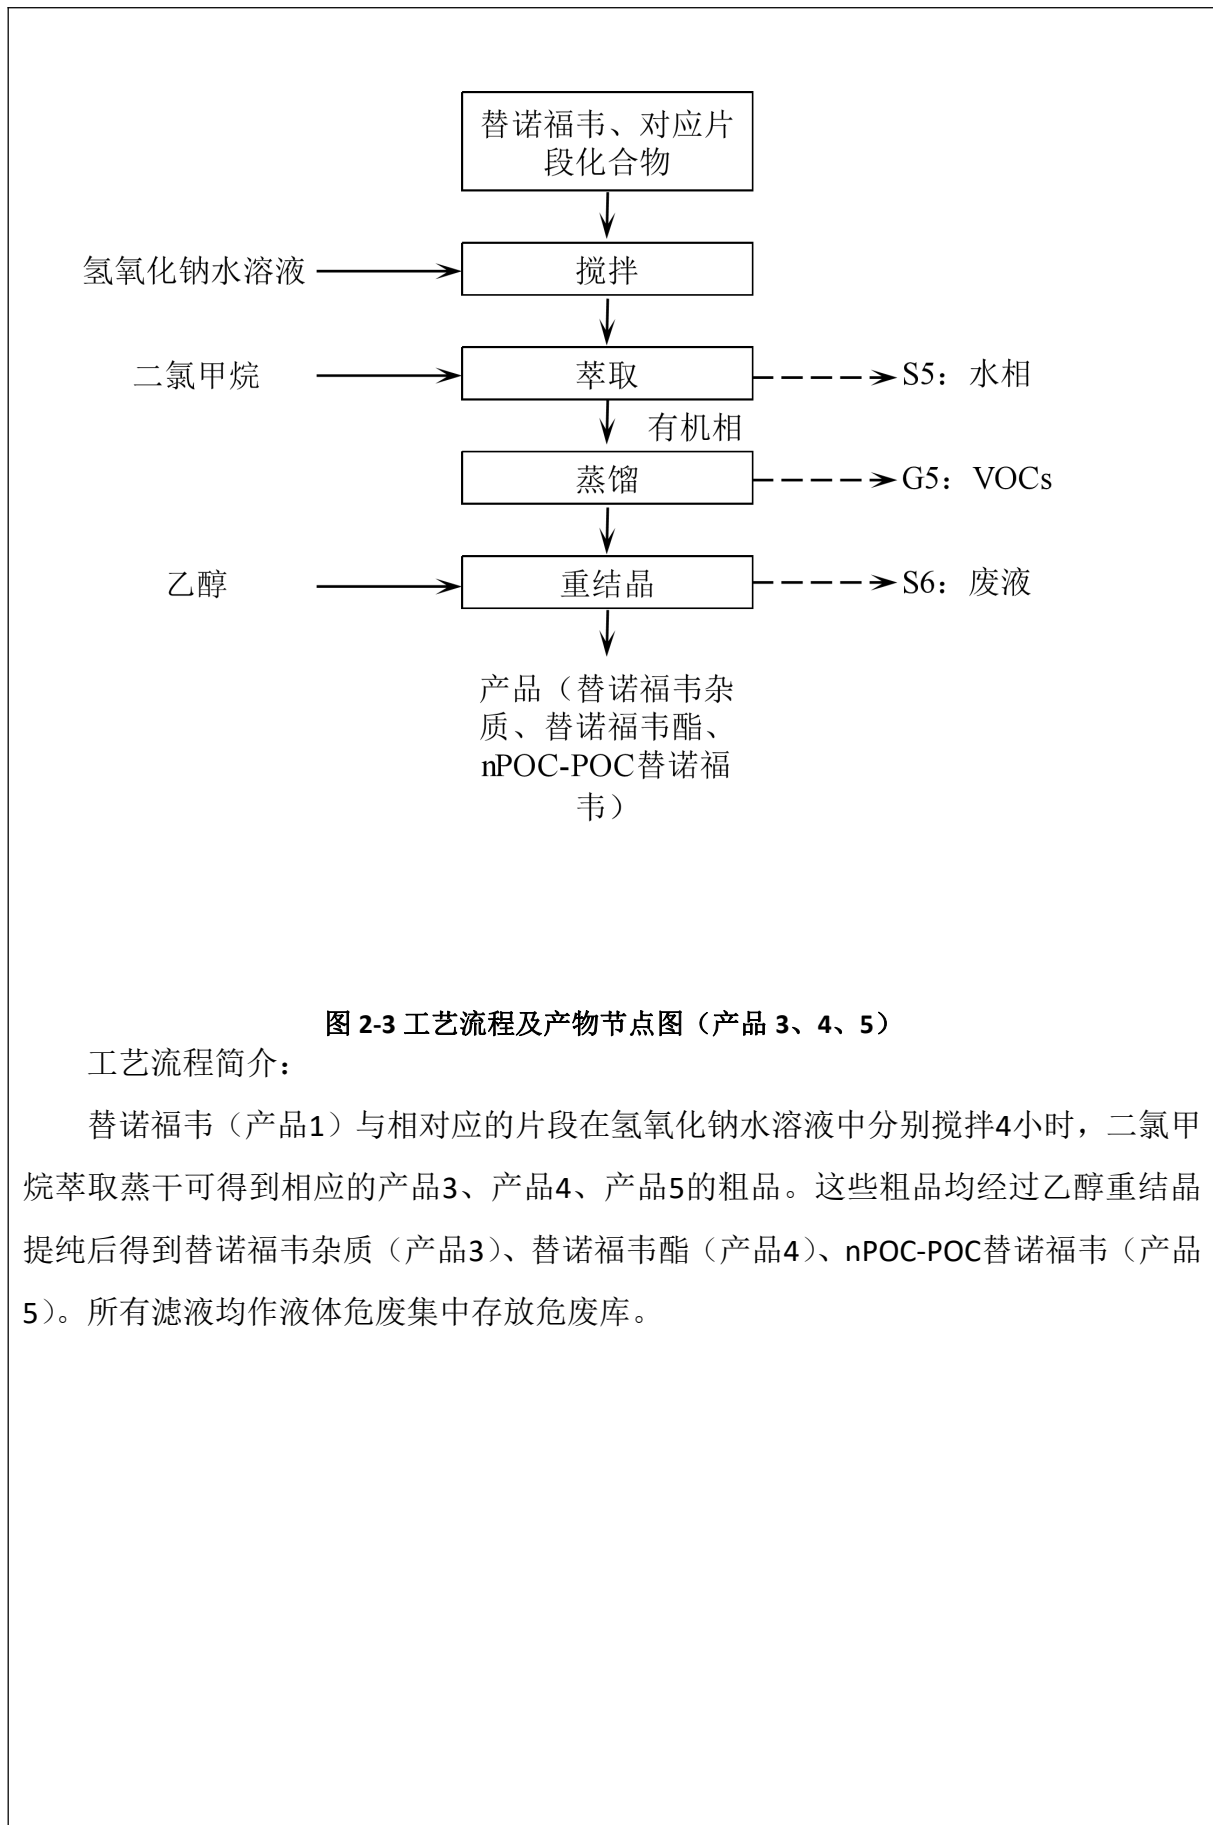 替诺福韦、对应片
段化合物
氢氧化钠水溶液
搅拌
二氯甲烷
萃取
S5：水相
有机相
蒸馏
G5：VOCs
乙醇
重结晶
S6：废液
产品（替诺福韦杂
质、替诺福韦酯、
nPOC-POC替诺福
韦）
图 2-3 工艺流程及产物节点图（产品 3、4、5）
工艺流程简介：
替诺福韦（产品1）与相对应的片段在氢氧化钠水溶液中分别搅拌4小时，二氯甲
烷萃取蒸干可得到相应的产品3、产品4、产品5的粗品。这些粗品均经过乙醇重结晶
提纯后得到替诺福韦杂质（产品3）、替诺福韦酯（产品4）、nPOC-POC替诺福韦（产品
5）。所有滤液均作液体危废集中存放危废库。